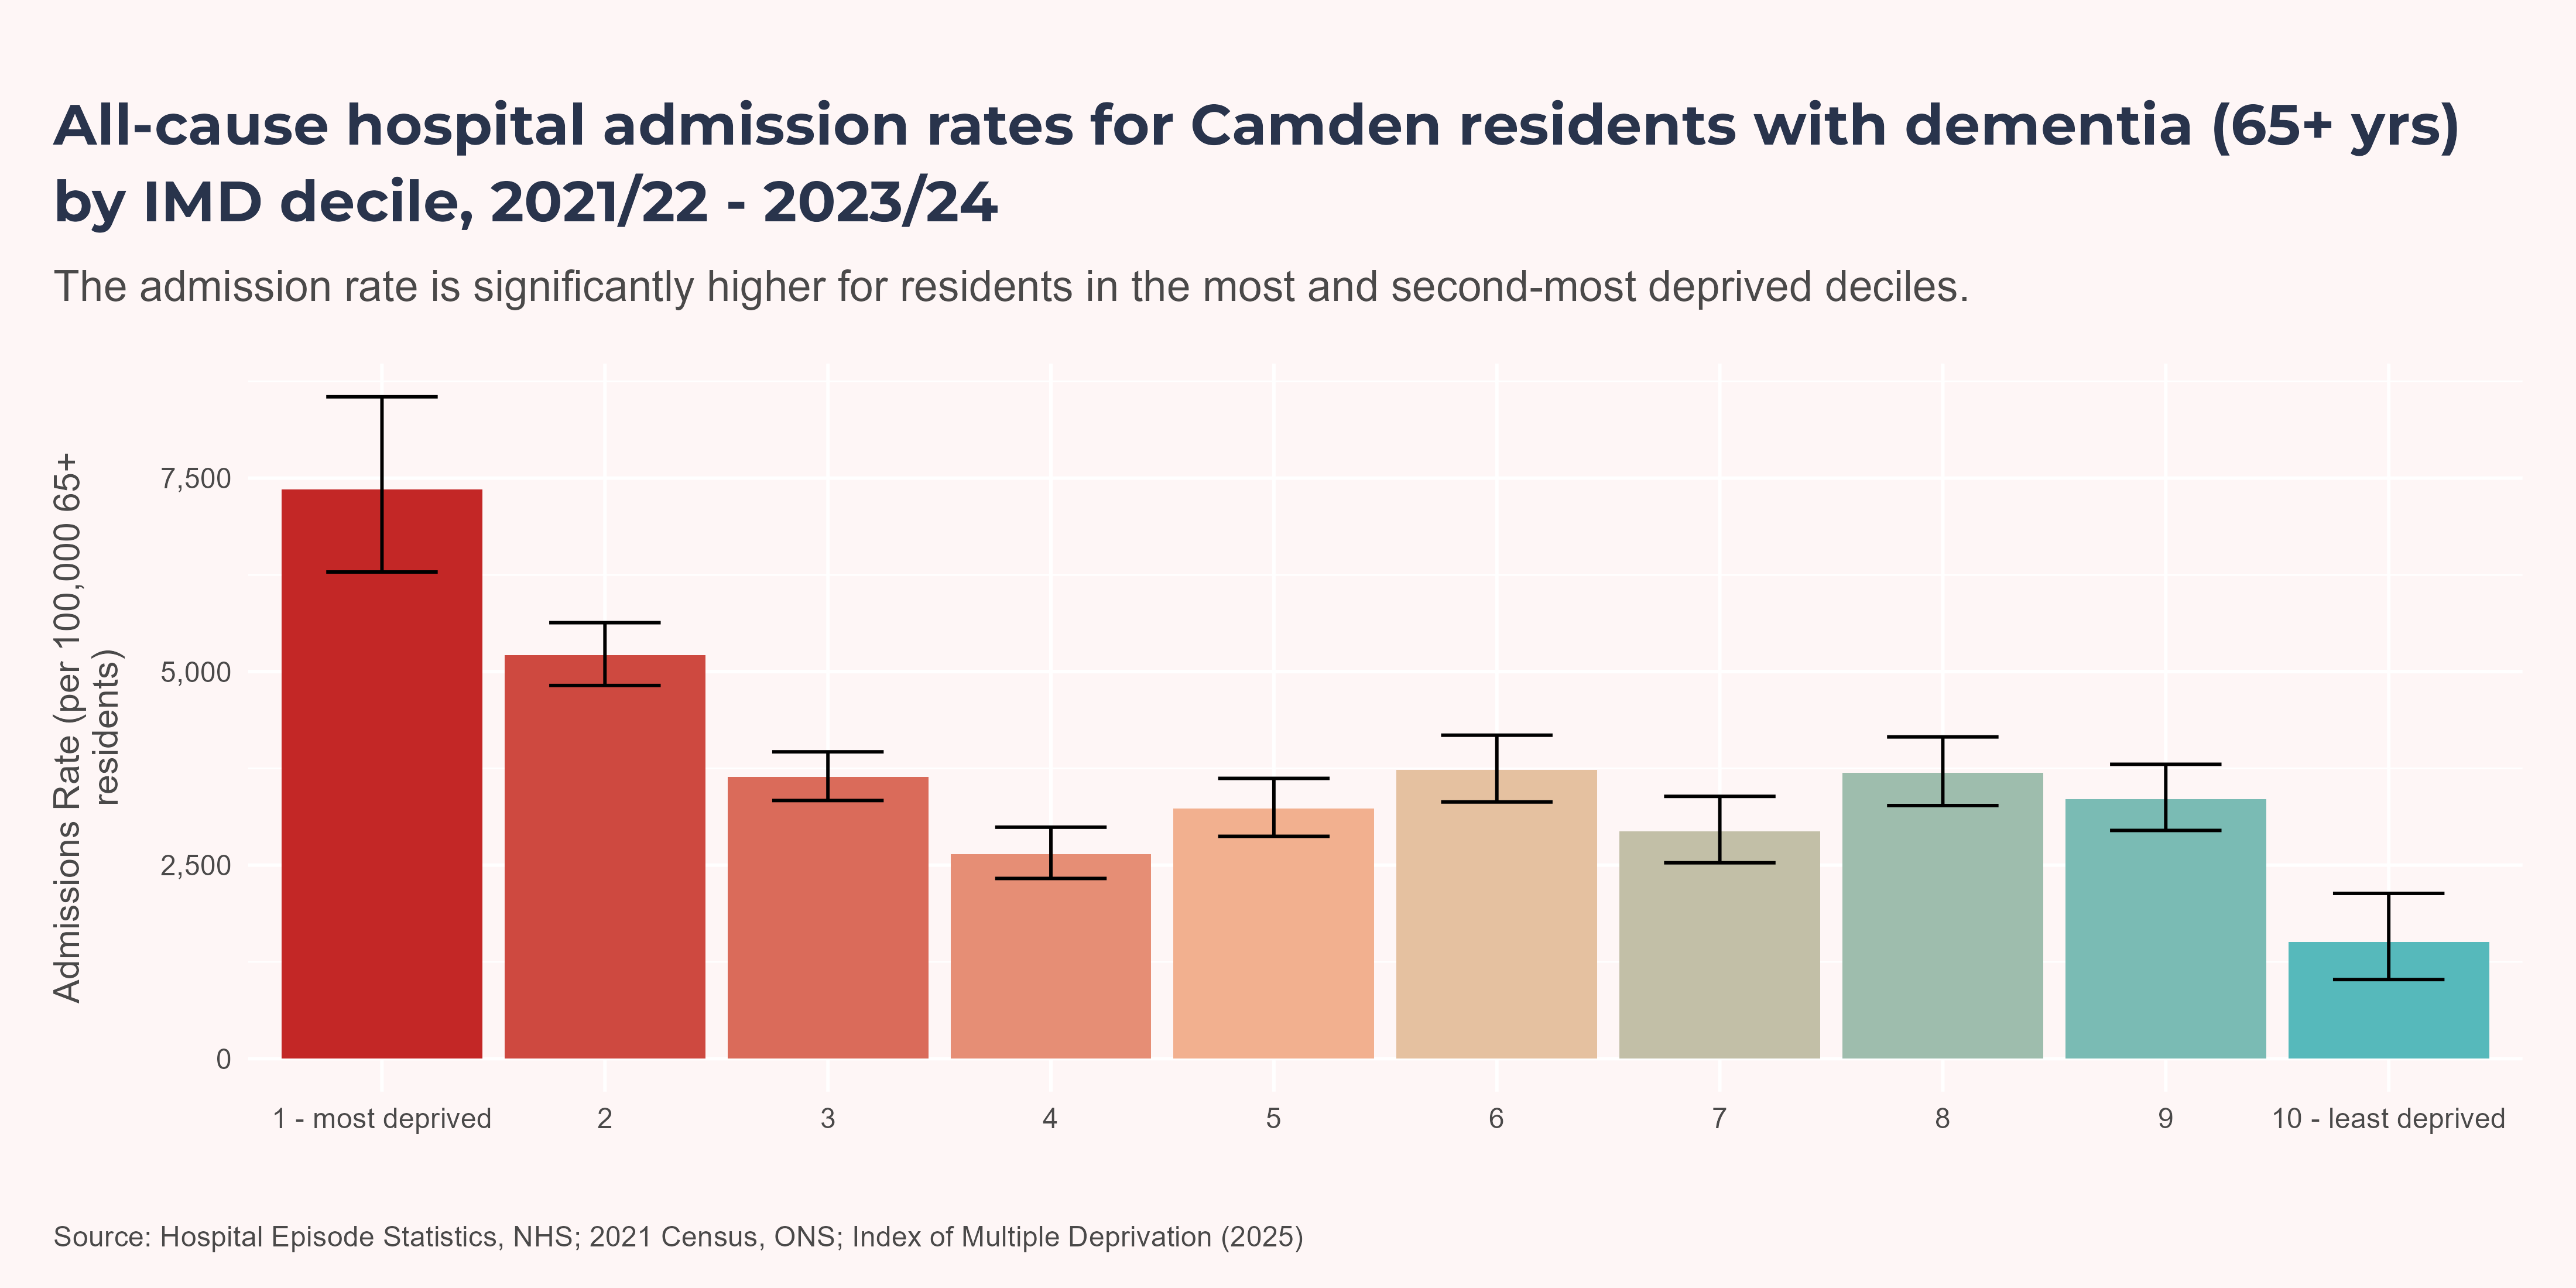 All-cause hospital admission rates for Camden residents with dementia (65+ yrs)
by IMD decile, 2021/22 - 2023/24
The admission rate is significantly higher for residents in the most and second-most deprived deciles.
Admissions Rate (per 100,000 65+
residents)
7,500
5,000
2,500
0
1 - most deprived
2
3
4
5
6
7
8
9
10 - least deprived
Source: Hospital Episode Statistics, NHS; 2021 Census, ONS; Index of Multiple Deprivation (2025)